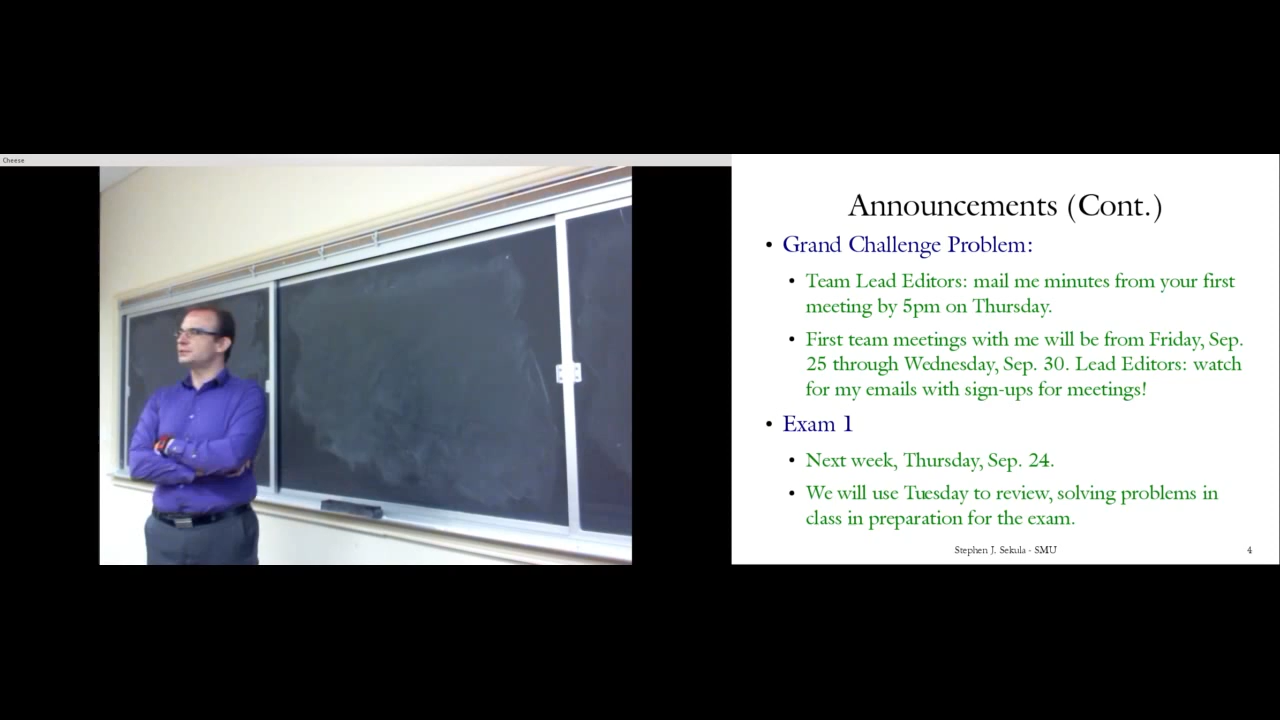 Cheese
Announcements (Cont.)
• Grand Challenge Problem:
• Team Lead Editors: mail me minutes from your first
meeting by 5pm on Thursday.
• First team meetings with me will be from Friday, Sep.
25 through Wednesday, Sep. 30. Lead Editors: watch
for my emails with sign-ups for meetings!
• Exam 1
• Next week, Thursday, Sep. 24.
• We will use Tuesday to review, solving problems in
class in preparation for the exam.
Stephen J. Sekula - SMU 4